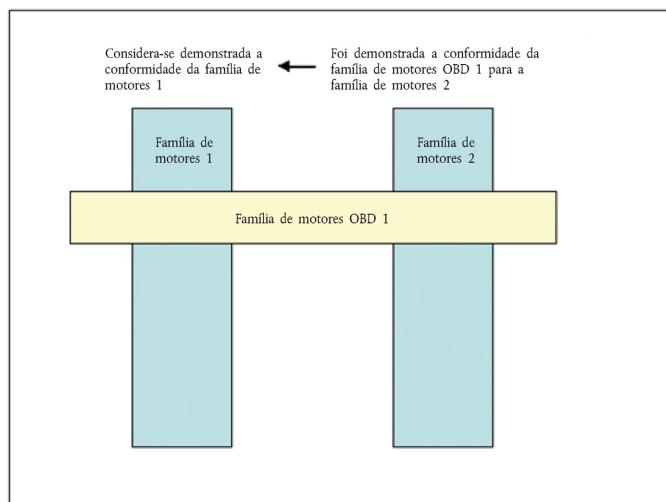 Considera-se demonstrada a
conformidade da família de
motores 1
Foi demonstrada a conformidade da
família de motores OBD 1 para a
família de motores 2
Família de
motores 1
Família de
motores 2
Família de motores OBD 1